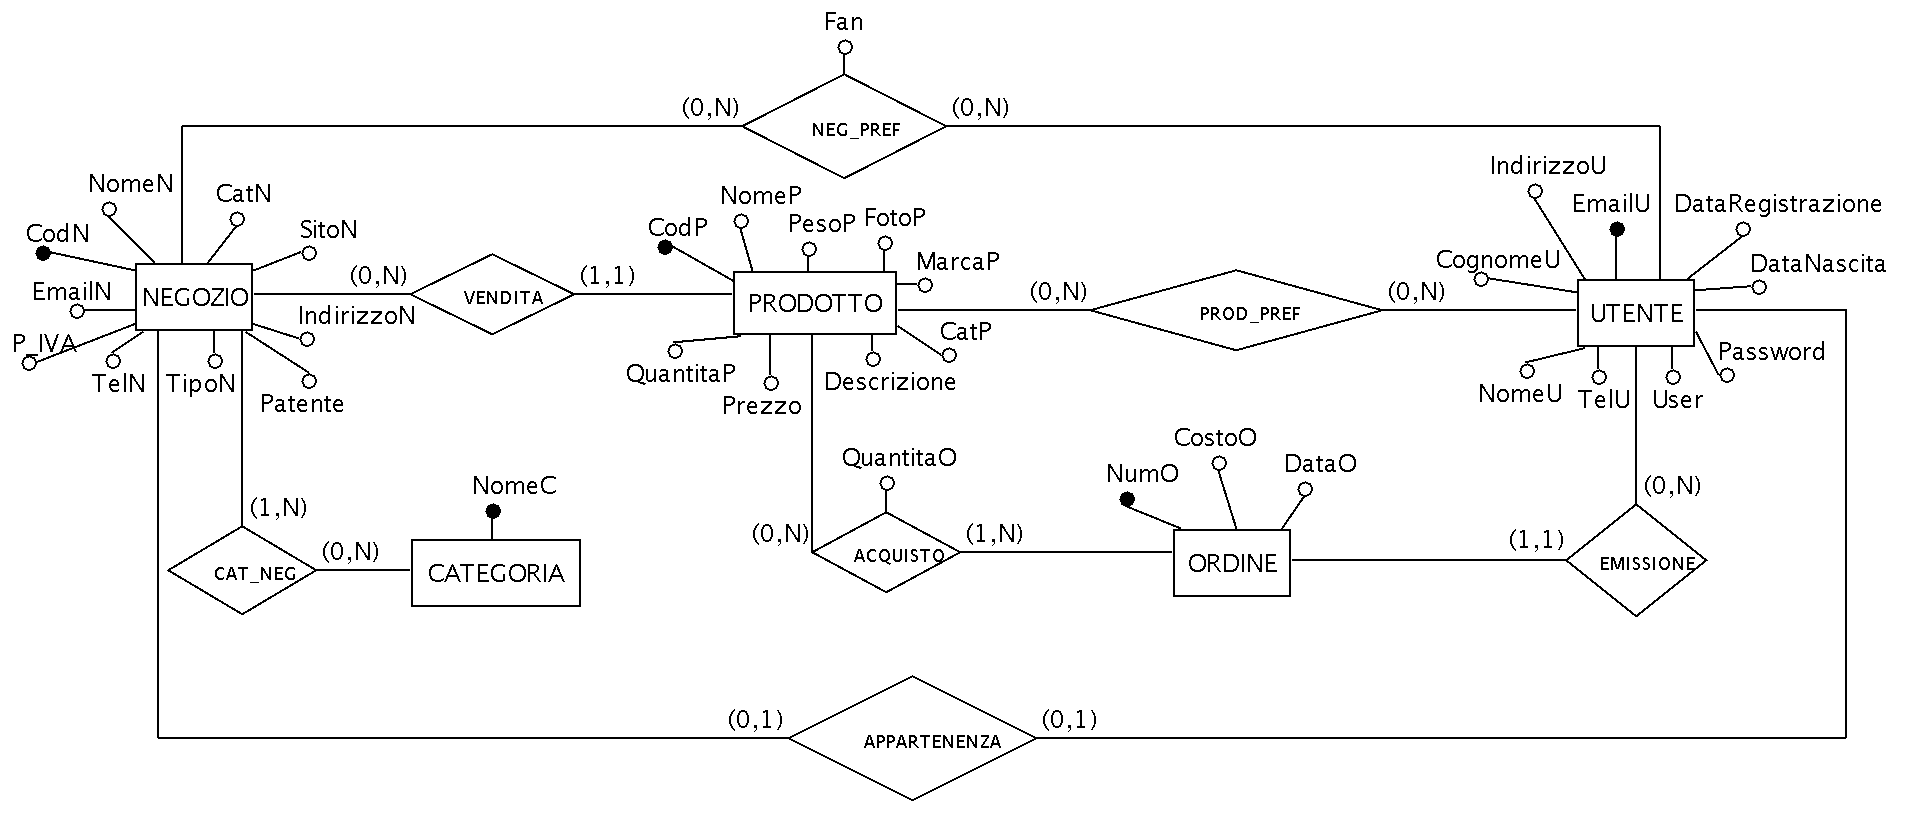 Fan
(0,N)
(0,N)
NEG_PREF
NomeN
CatN
CodN
SitoN
EmailN
NEGOZIO
IndirizzoN
P_IVA
TelN
TipoN
Patente
(0,N)
VENDITA
(1,1)
NomeP
CodP
PesoP
FotoP
MarcaP
PRODOTTO
CatP
QuantitaP
Descrizione
Prezzo
(0,N)
PROD_PREF
(0,N)
IndirizzoU
EmailU
DataRegistrazione
CognomeU
DataNascita
UTENTE
Password
NomeU
TelU
User
(1,N)
CAT_NEG
(0,N)
NomeC
CATEGORIA
QuantitaO
(0,N)
ACQUISTO
(1,N)
CostoO
NumO
DataO
ORDINE
(1,1)
(0,N)
EMISSIONE
(0,1)
APPARTENENZA
(0,1)